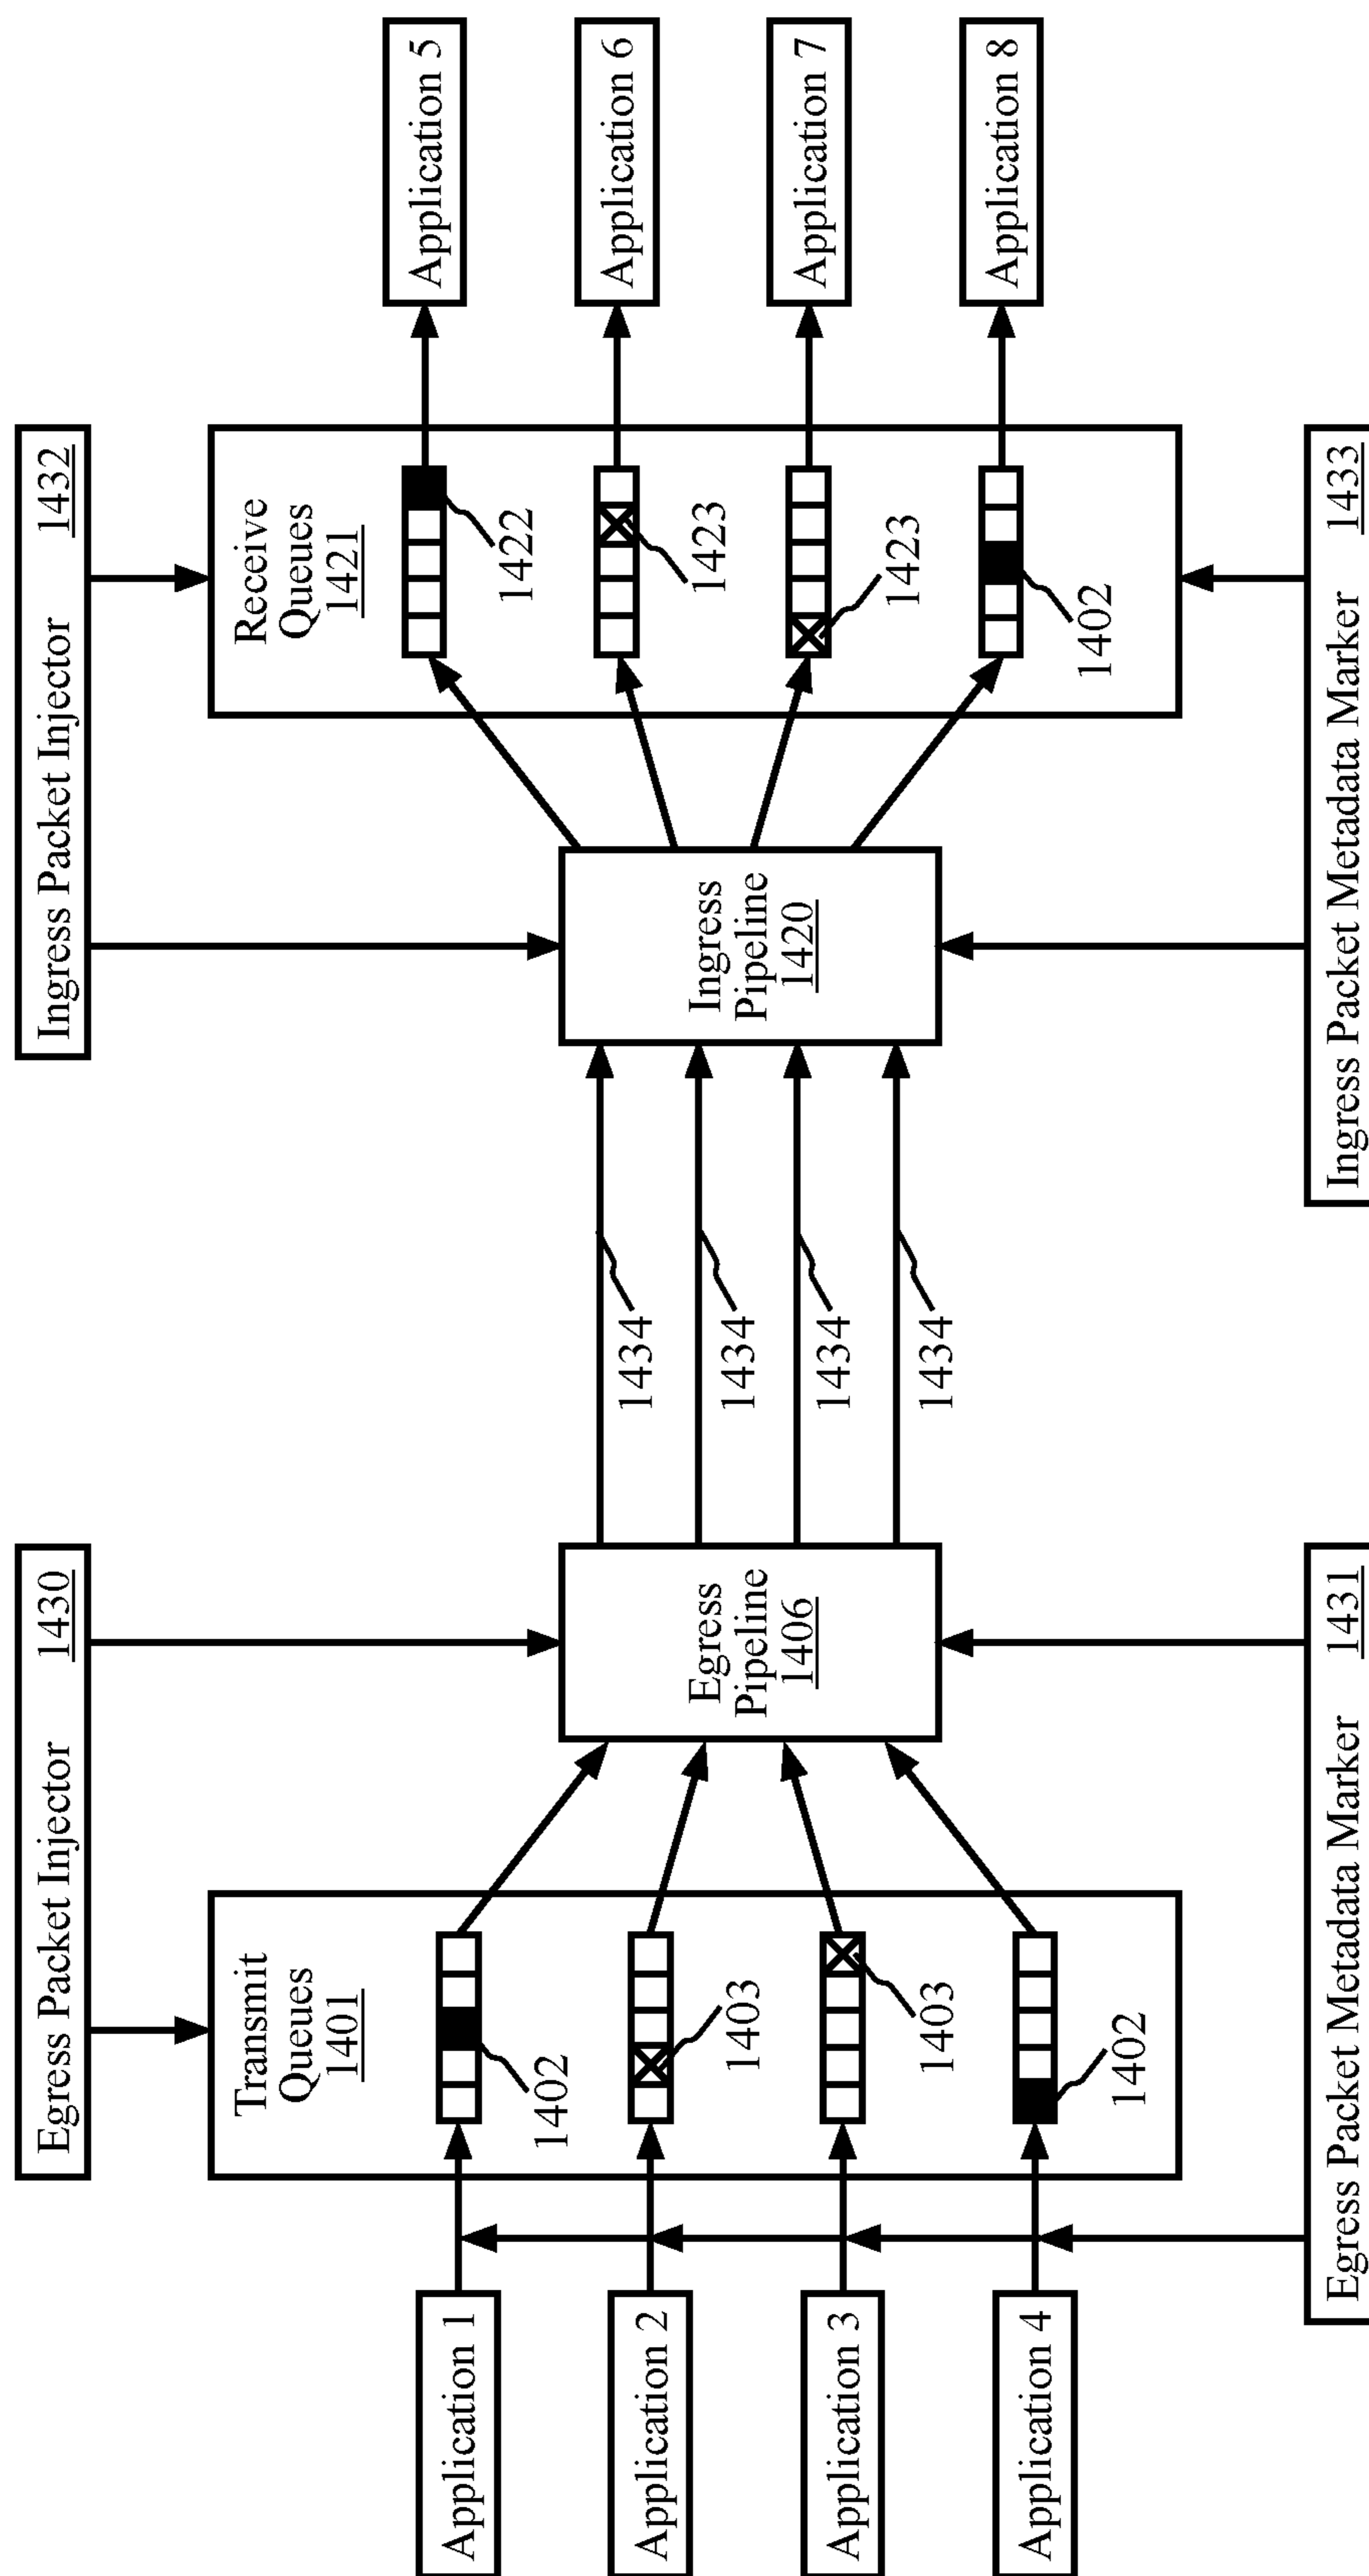 Egress Packet Injector 1430
Ingress Packet Injector 1432
Transmit
Queues
1401
Receive
Queues
1421
Application 1
1402
1422
Application 5
Application 2
1403
Egress
Pipeline
1406
1434
1434
1434
1434
Ingress
Pipeline
1420
1423
Application 6
Application 3
1403
1423
Application 7
Application 4
1402
1402
Application 8
Egress Packet Metadata Marker 1431
Ingress Packet Metadata Marker 1433